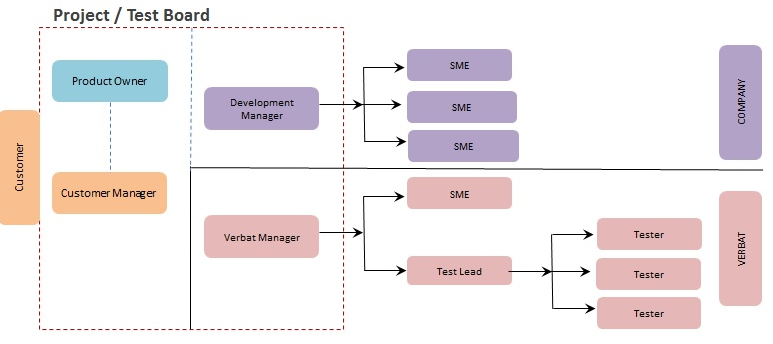 Project / Test Board
Product Owner
Customer
Customer Manager
Development
Manager
SME
SME
SME
COMPANY
Verbat Manager
SME
Test Lead
Tester
Tester
Tester
VERBAT